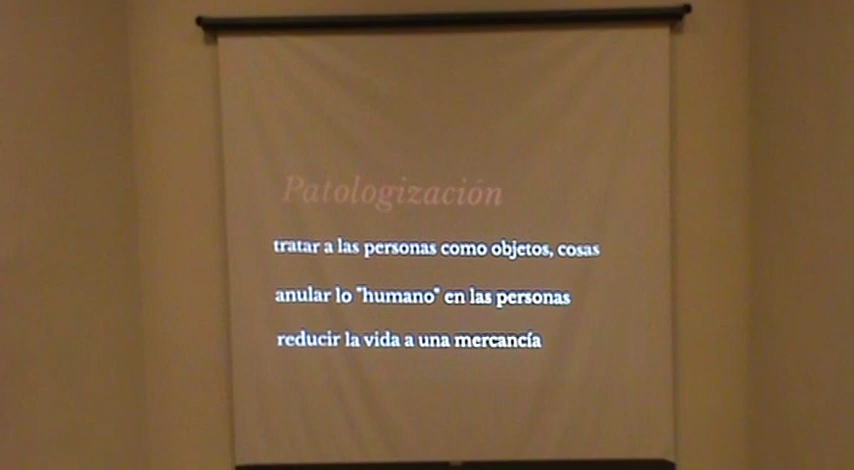 Patologización
tratar a las personas como objetos, cosas
anular lo "humano" en las personas
reducir la vida a una mercancía